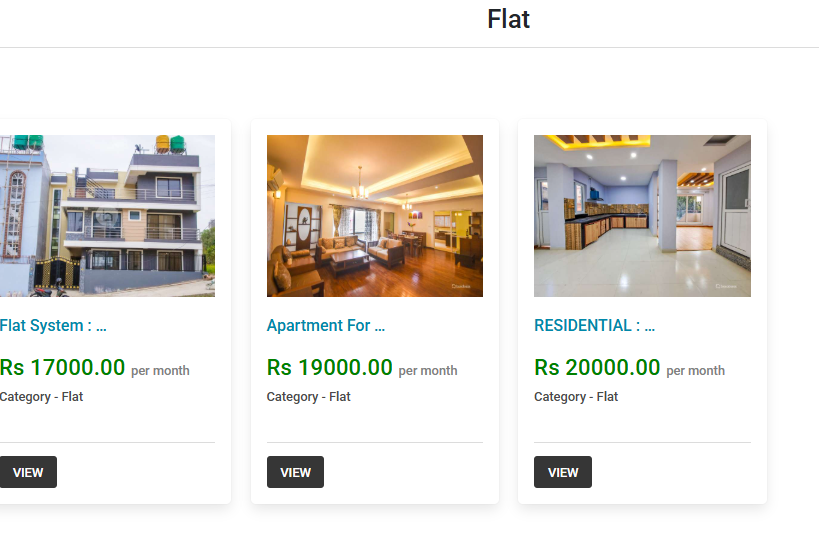 Flat
Flat System : ...
Rs 17000.00 per month
Category - Flat
VIEW
Apartment For ...
Rs 19000.00 per month
Category - Flat
VIEW
RESIDENTIAL : ...
Rs 20000.00 per month
Category - Flat
VIEW